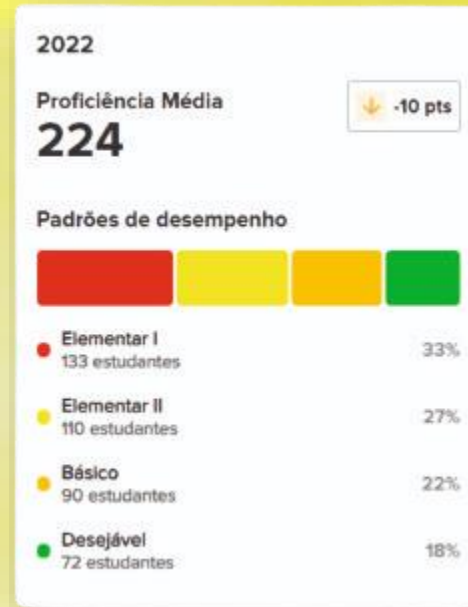 2022
Proficiência Média
224
-10 pts
Padrões de desempenho
Elementar I
133 estudantes
33%
Elementar II
110 estudantes
27%
Básico
90 estudantes
22%
Desejável
72 estudantes
18%